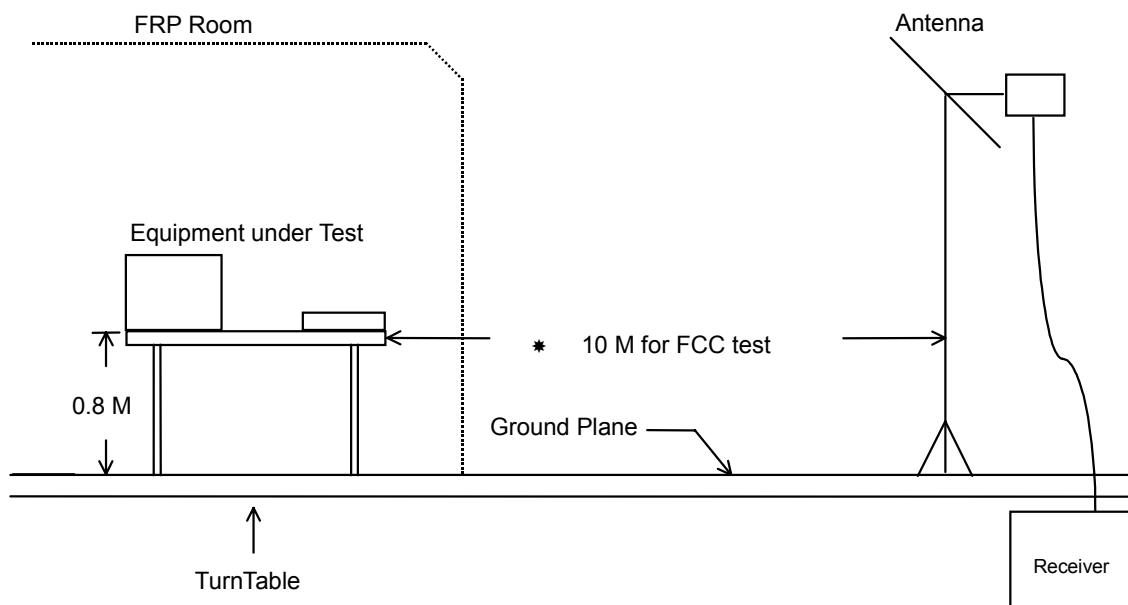 FRP Room
Antenna
Equipment under Test
* 10 M for FCC test
0.8 M
Ground Plane
TurnTable
Receiver